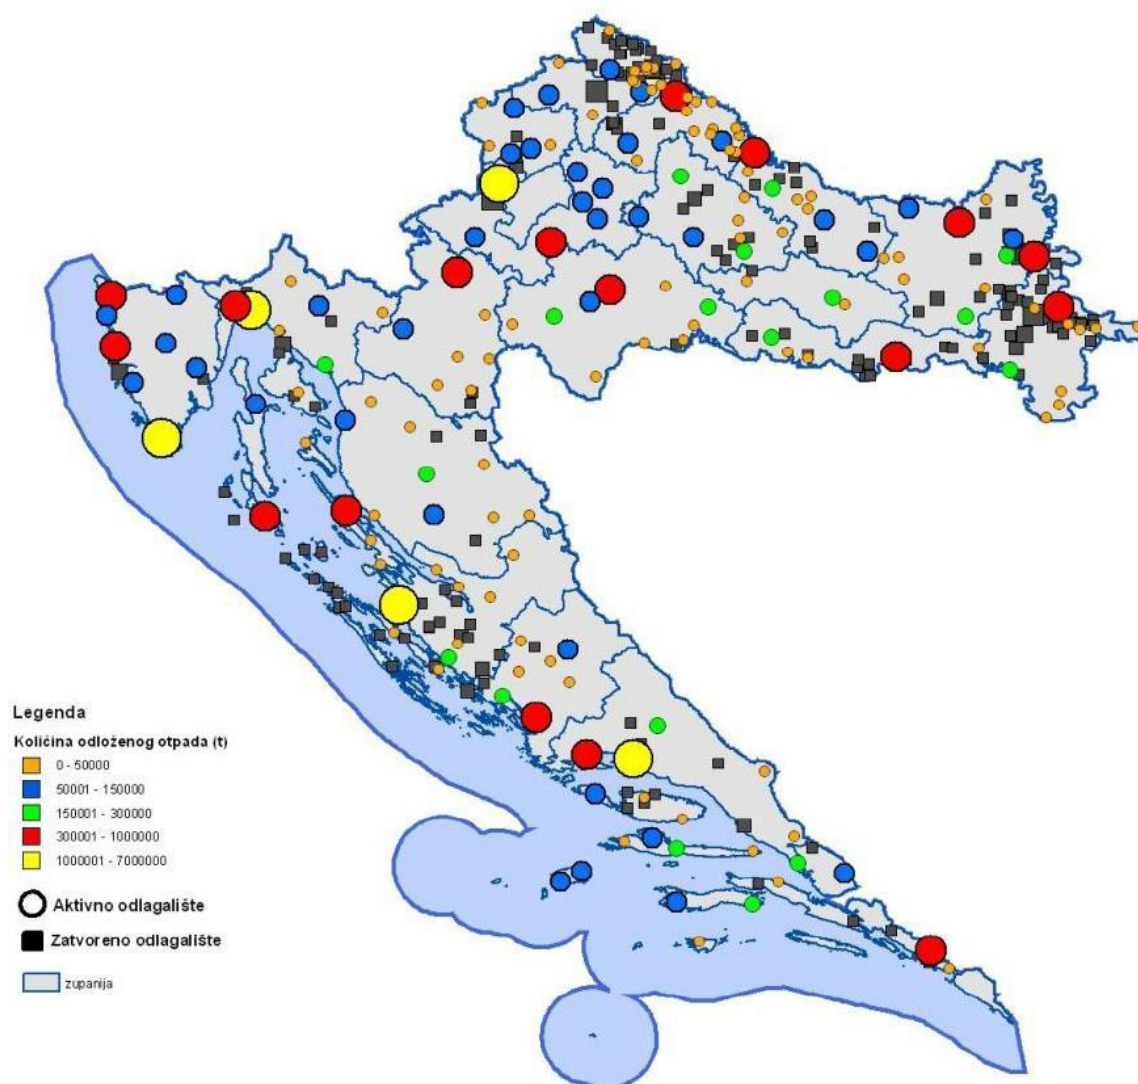 Legenda
Količina odloženog otpada (t)
0 - 50000
50001 - 150000
150001 - 300000
300001 - 1000000
1000001 - 7000000
Aktivno odlagalište
Zatvoreno odlagalište
zupanija